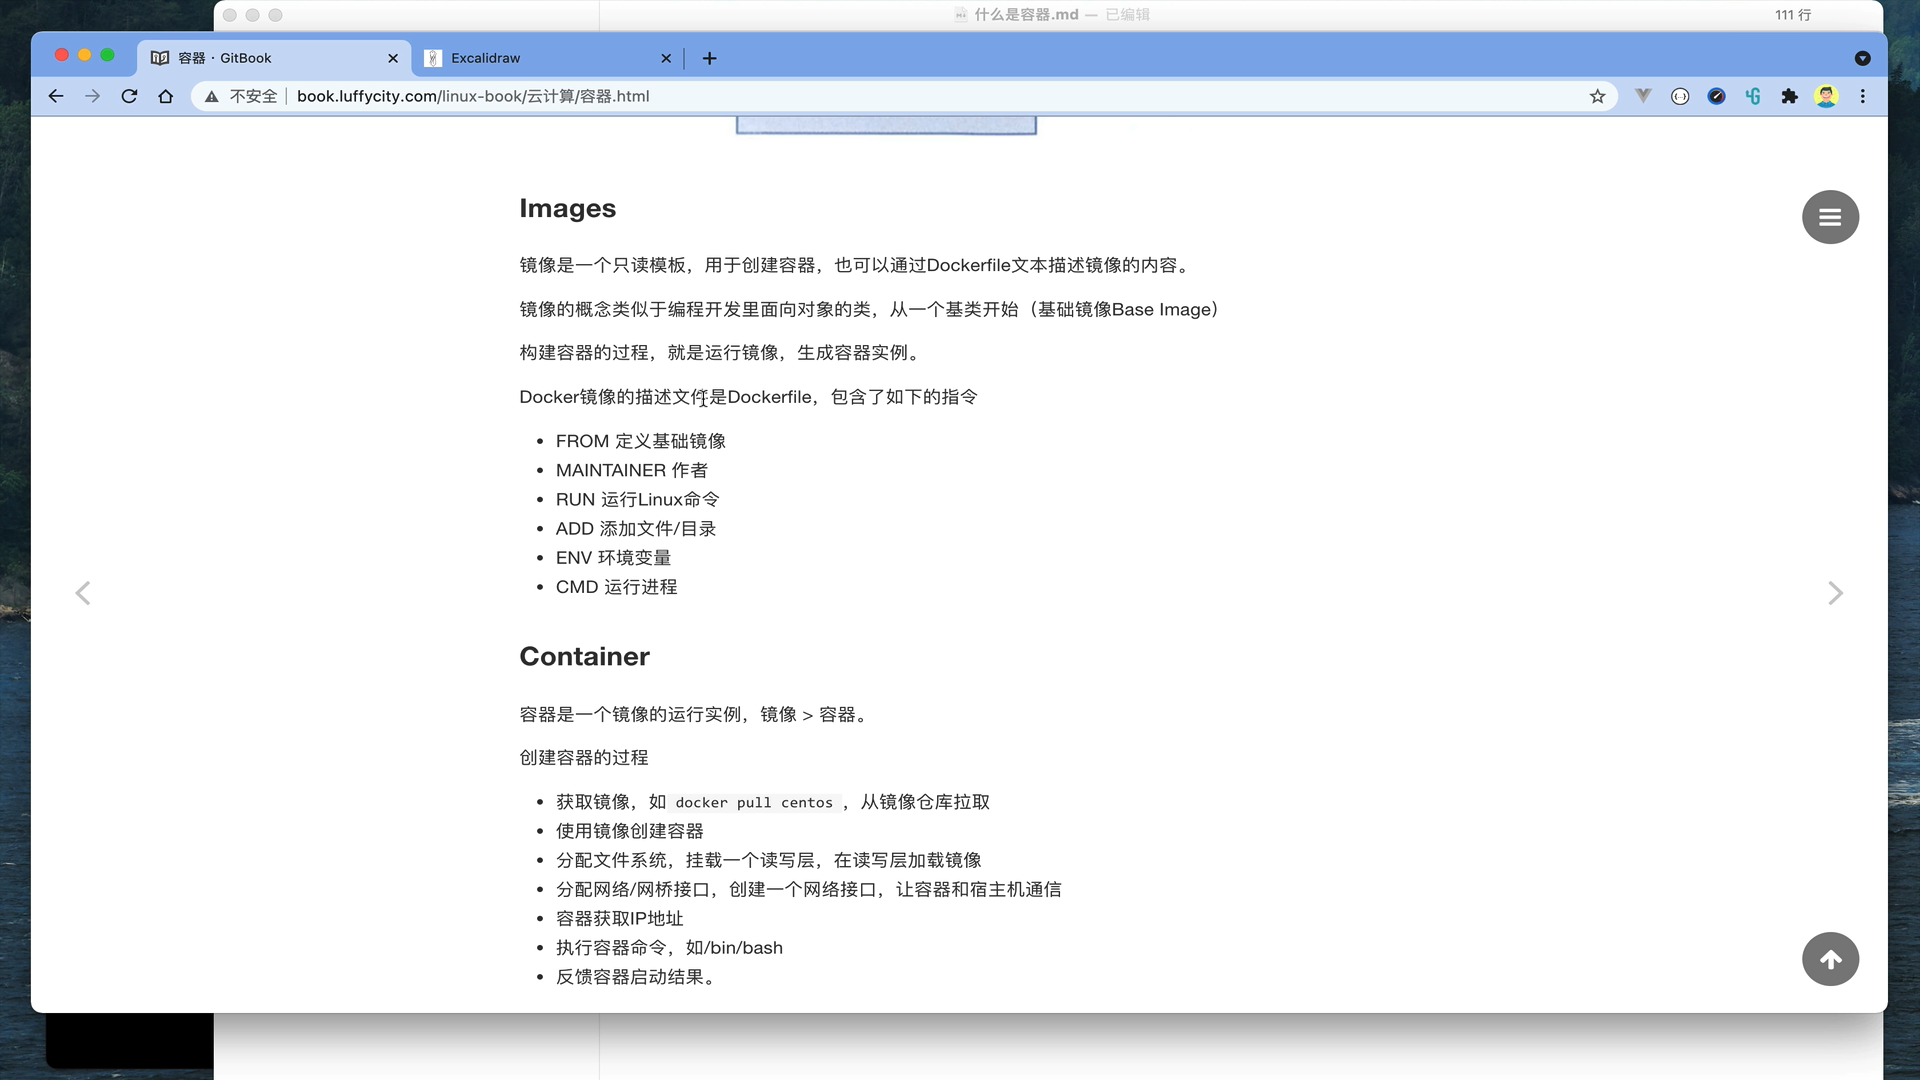 什么是容器.md — 已编辑
111 行
容器 · GitBook
Excalidraw
不安全
book.luffycity.com/linux-book/云计算/容器.html
Images
镜像是一个只读模板，用于创建容器，也可以通过Dockerfile文本描述镜像的内容。
镜像的概念类似于编程开发里面向对象的类，从一个基类开始（基础镜像Base Image）
构建容器的过程，就是运行镜像，生成容器实例。
Docker镜像的描述文件是Dockerfile，包含了如下的指令
• FROM 定义基础镜像
• MAINTAINER 作者
• RUN 运行Linux命令
• ADD 添加文件/目录
• ENV 环境变量
• CMD 运行进程
Container
容器是一个镜像的运行实例，镜像 > 容器。
创建容器的过程
• 获取镜像，如 docker pull centos ，从镜像仓库拉取
• 使用镜像创建容器
• 分配文件系统，挂载一个读写层，在读写层加载镜像
• 分配网络/网桥接口，创建一个网络接口，让容器和宿主机通信
• 容器获取IP地址
• 执行容器命令，如/bin/bash
• 反馈容器启动结果。